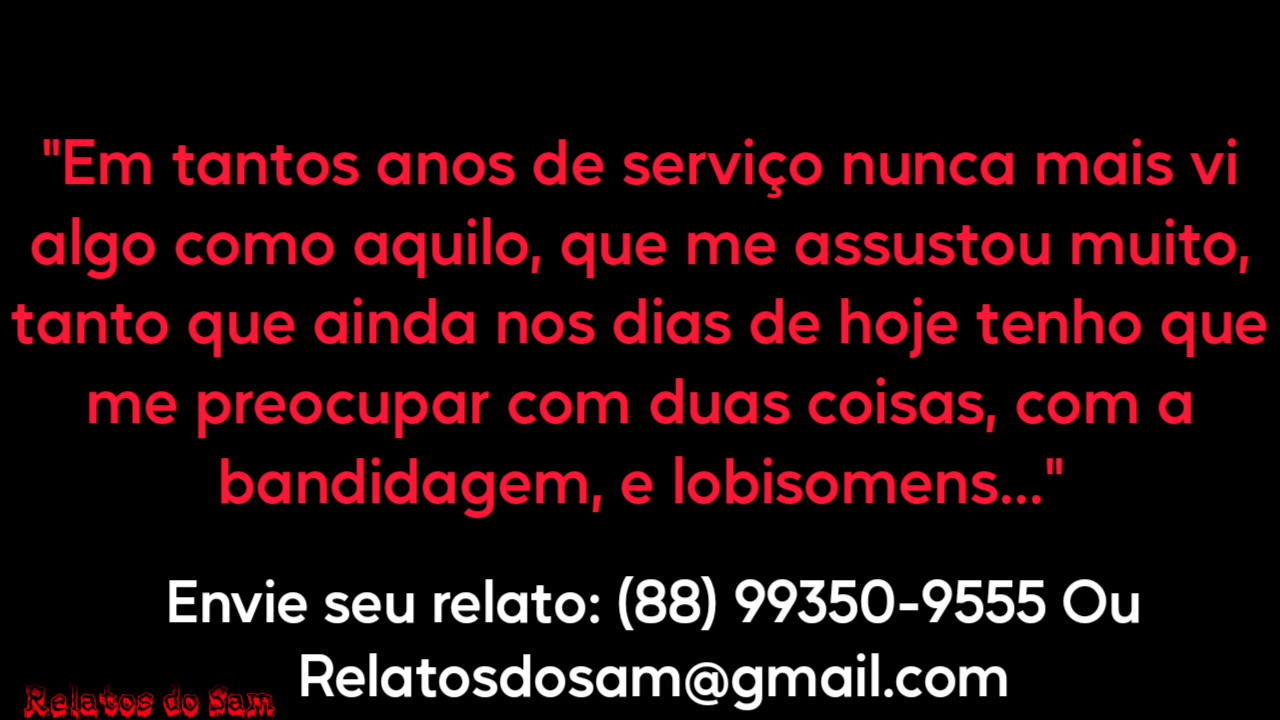 "Em tantos anos de serviço nunca mais vi
algo como aquilo, que me assustou muito,
tanto que ainda nos dias de hoje tenho que
me preocupar com duas coisas, com a
bandidagem, e lobisomens..."
Envie seu relato: (88) 99350-9555 Ou
Relatosdosam@gmail.com
Relatos do Sam